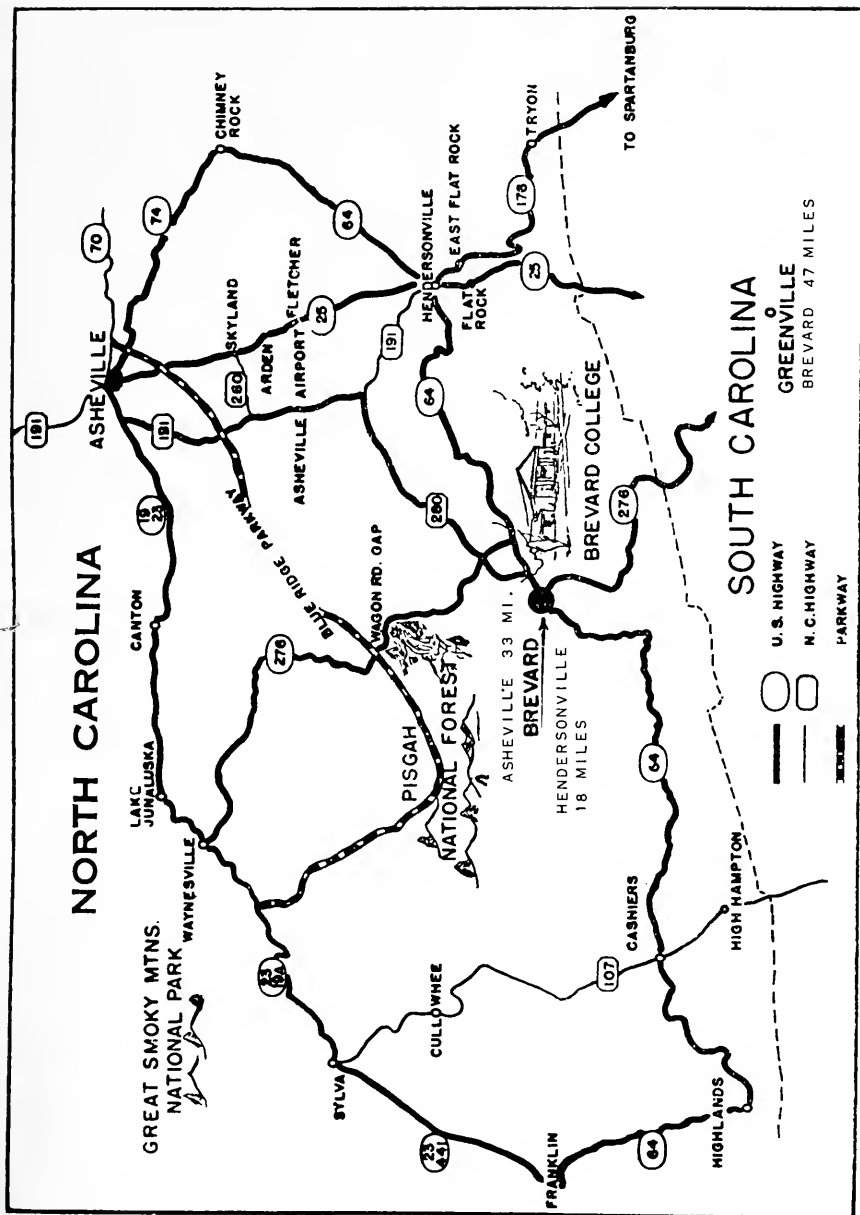 NORTH CAROLINA
GREAT SMOKY MTNS.
NATIONAL PARK
WAYNESVILLE
LAKE
JUNALUSKA
CANTON
19
23
ASHEVILLE
191
70
74
CHIMNEY
ROCK
191
SKYLAND
280
ARDEN
FLETCHER
25
ASHEVILLE AIRPORT
BLUE RIDGE PARKWAY
WAGON RD. GAP
276
PISGAH
NATIONAL FOREST
23
SYLVA
CULLOWHEE
107
23
441
FRANKLIN
64
HIGHLANDS
CASHIERS
HIGH HAMPTON
64
280
191
64
64
HENDERSONVILLE
EAST FLAT ROCK
FLAT
ROCK
176
25
TRYON
TO SPARTANBURG
ASHEVILLE 33 MI.
BREVARD
HENDERSONVILLE
18 MILES
BREVARD COLLEGE
276
SOUTH CAROLINA
GREENVILLE
BREVARD 47 MILES
U.S. HIGHWAY
N.C. HIGHWAY
PARKWAY